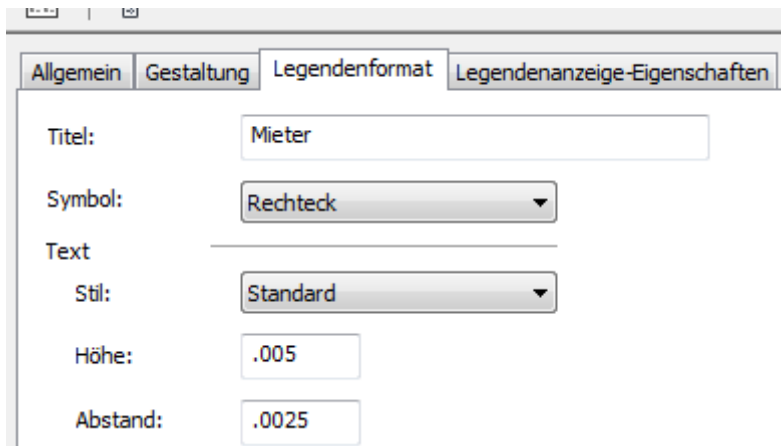 Allgemein Gestaltung Legendenformat Legendenanzeige-Eigenschaften
Titel: Mieter
Symbol: Rechteck
Text
Stil: Standard
Höhe: .005
Abstand: .0025